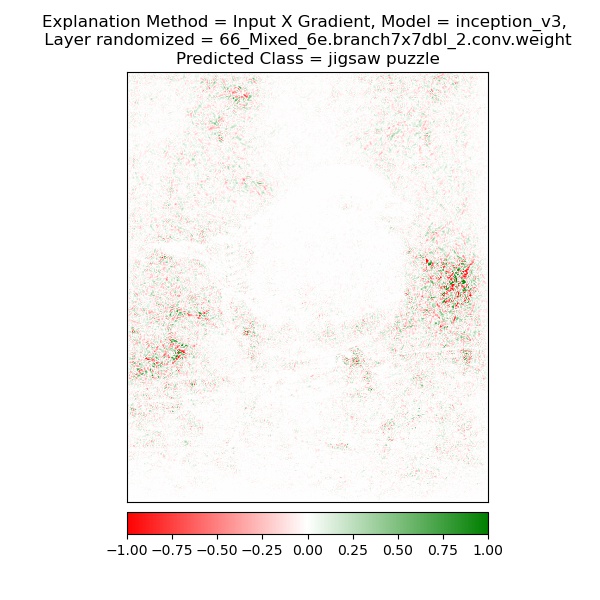 Explanation Method = Input X Gradient, Model = inception_v3,
Layer randomized = 66_Mixed_6e.branch7x7dbl_2.conv.weight
Predicted Class = jigsaw puzzle
−1.00 −0.75 −0.50 −0.25 0.00 0.25 0.50 0.75 1.00